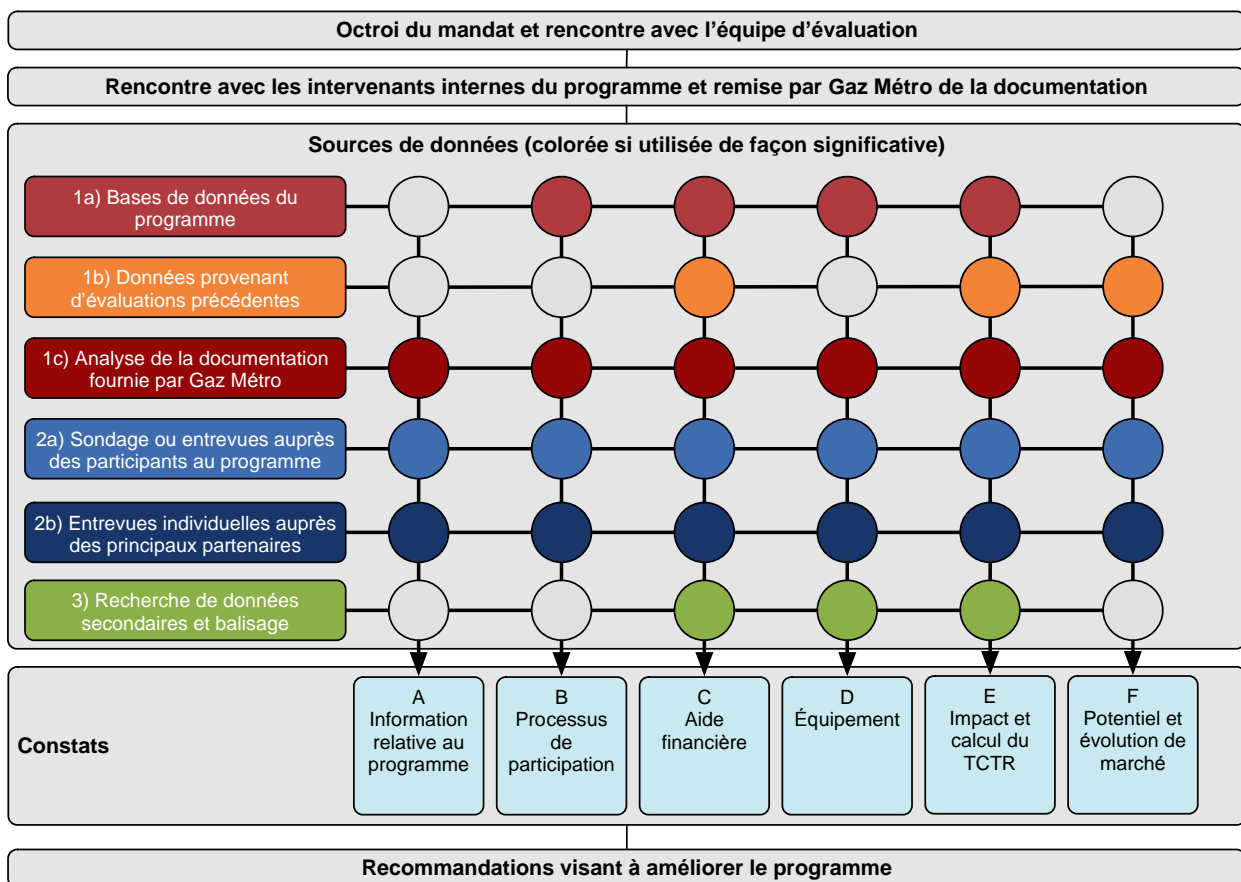 Octroi du mandat et rencontre avec l'équipe d'évaluation
Rencontre avec les intervenants internes du programme et remise par Gaz Métro de la documentation
Sources de données (colorée si utilisée de façon significative)
1a) Bases de données du
programme
1b) Données provenant
d'évaluations précédentes
1c) Analyse de la documentation
fournie par Gaz Métro
2a) Sondage ou entrevues auprès
des participants au programme
2b) Entrevues individuelles auprès
des principaux partenaires
3) Recherche de données
secondaires et balisage
Constats
A
Information
relative au
programme
B
Processus
de
participation
C
Aide
financière
D
Équipement
E
Impact et
calcul du
TCTR
F
Potentiel et
évolution de
marché
Recommandations visant à améliorer le programme